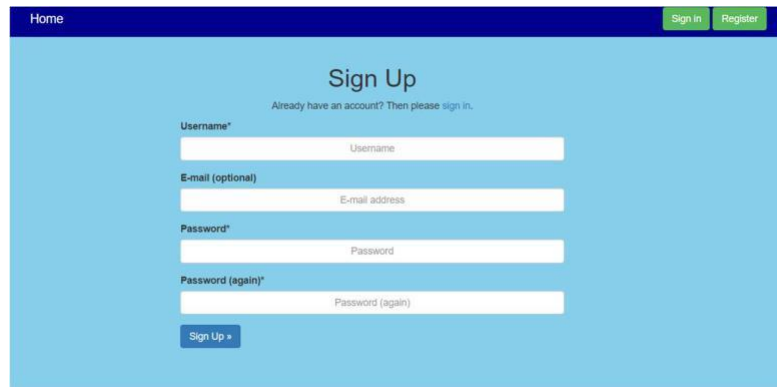 Home
Sign in
Register
Sign Up
Already have an account? Then please sign in.
Username*
Username
E-mail (optional)
E-mail address
Password*
Password
Password (again)*
Password (again)
Sign Up »